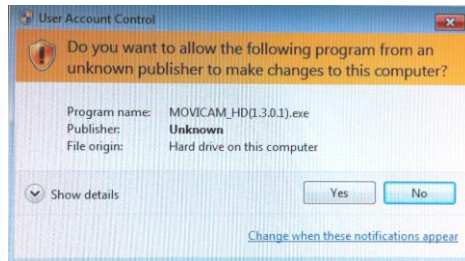 User Account Control
Do you want to allow the following program from an
unknown publisher to make changes to this computer?
Program name: MOVICAM_HD(1.3.0.1).exe
Publisher: Unknown
File origin: Hard drive on this computer
Show details
Yes
No
Change when these notifications appear